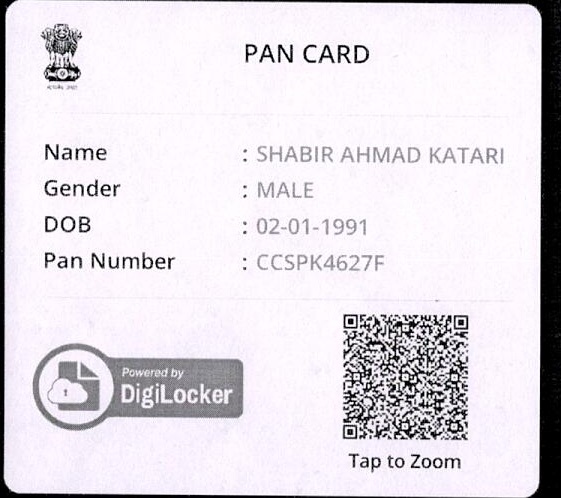 PAN CARD
Name : SHABIR AHMAD KATARI
Gender : MALE
DOB : 02-01-1991
Pan Number : CCSPK4627F
Powered by
DigiLocker
Tap to Zoom